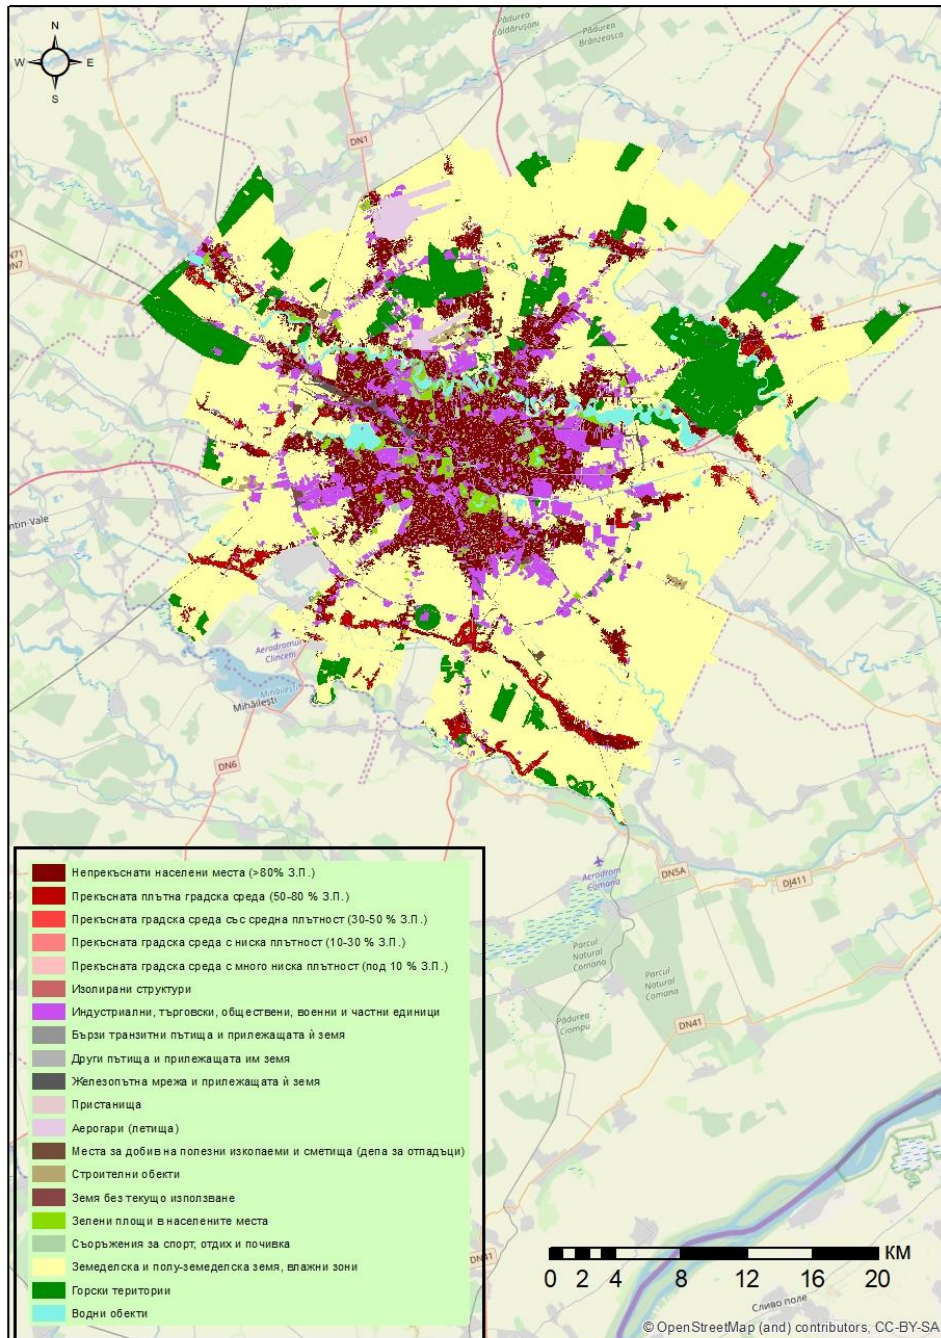 N
W E
S
Pădurea
Căldărușani
Pădurea
Brânzeasca
DN1
N71
DN7
ntin-Vale
Aerodromul
Clinceni
Mihăilești
Mihăilești
DN6
Aerodrom
Comana
DN5A
DJ411
Parcul
Natural
Comana
Parcul
Natural
Comana
Pădurea
Ciampu
DN41
DN41
Сливо поле
Непрекъснати населени места (>80% З.П.)
Прекъсната плътна градска среда (50-80 % З.П.)
Прекъсната градска среда със средна плътност (30-50 % З.П.)
Прекъсната градска среда с ниска плътност (10-30 % З.П.)
Прекъсната градска среда с много ниска плътност (под 10 % З.П.)
Изолирани структури
Индустриални, търговски, обществени, военни и частни единици
Бързи транзитни пътища и прилежащата ѝ земя
Други пътища и прилежащата им земя
Железопътна мрежа и прилежащата ѝ земя
Пристанища
Аерогари (летища)
Места за добив на полезни изкопаеми и сметища (депа за отпадъци)
Строителни обекти
Земя без текущо използване
Зелени площи в населените места
Съоръжения за спорт, отдих и почивка
Земеделска и полу-земеделска земя, влажни зони
Горски територии
Водни обекти
КМ
0 2 4 8 12 16 20
© OpenStreetMap (and) contributors, CC-BY-SA